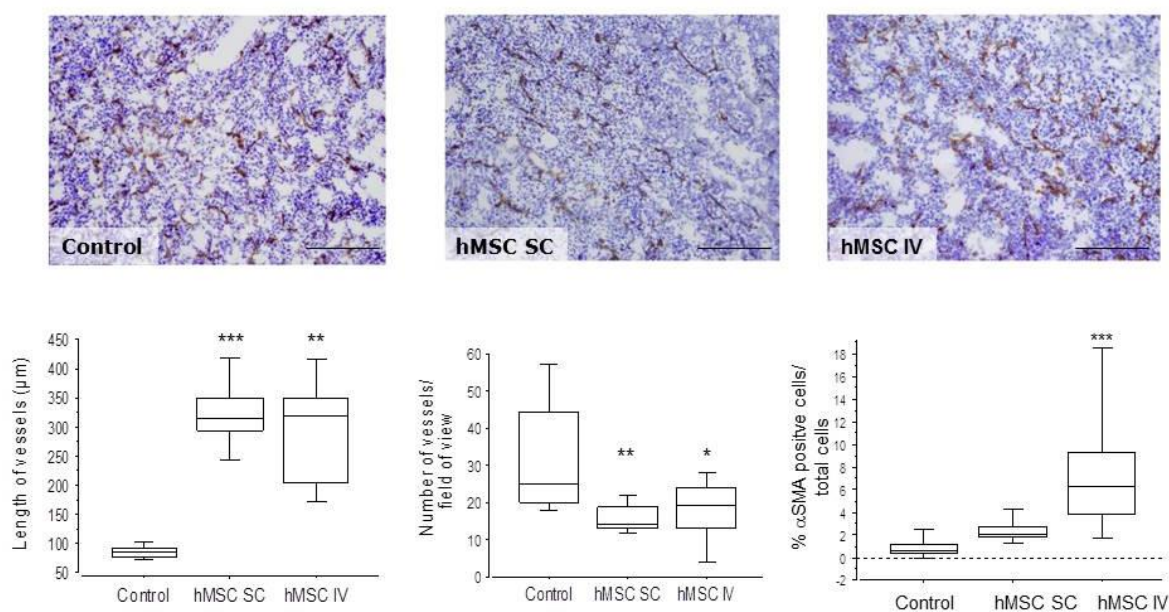 Control
hMSC SC
hMSC IV
Length of vessels (µm)
450
400
350
300
250
200
150
100
50
***
**
Control
hMSC SC
hMSC IV
Number of vessels/
field of view
60
50
40
30
20
10
0
**
*
Control
hMSC SC
hMSC IV
% αSMA positve cells/
total cells
18
16
14
12
10
8
6
4
2
0
-2
***
Control
hMSC SC
hMSC IV